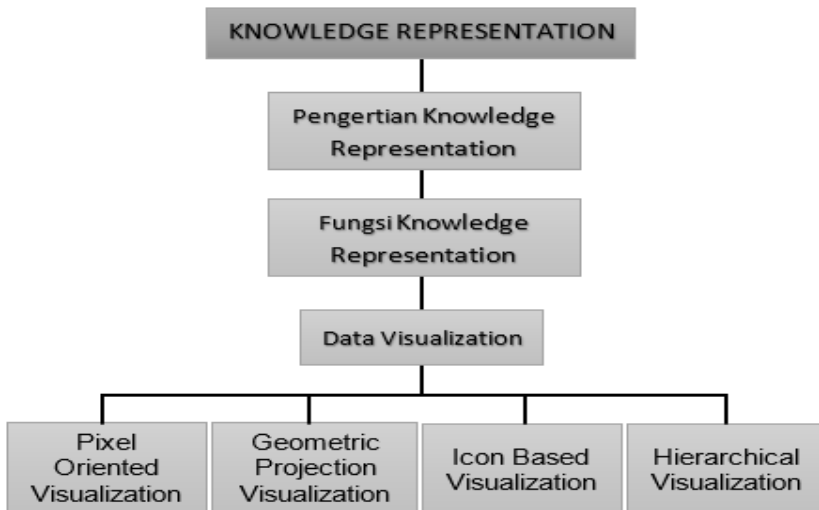 KNOWLEDGE REPRESENTATION
Pengertian Knowledge
Representation
Fungsi Knowledge
Representation
Data Visualization
Pixel
Oriented
Visualization
Geometric
Projection
Visualization
Icon Based
Visualization
Hierarchical
Visualization